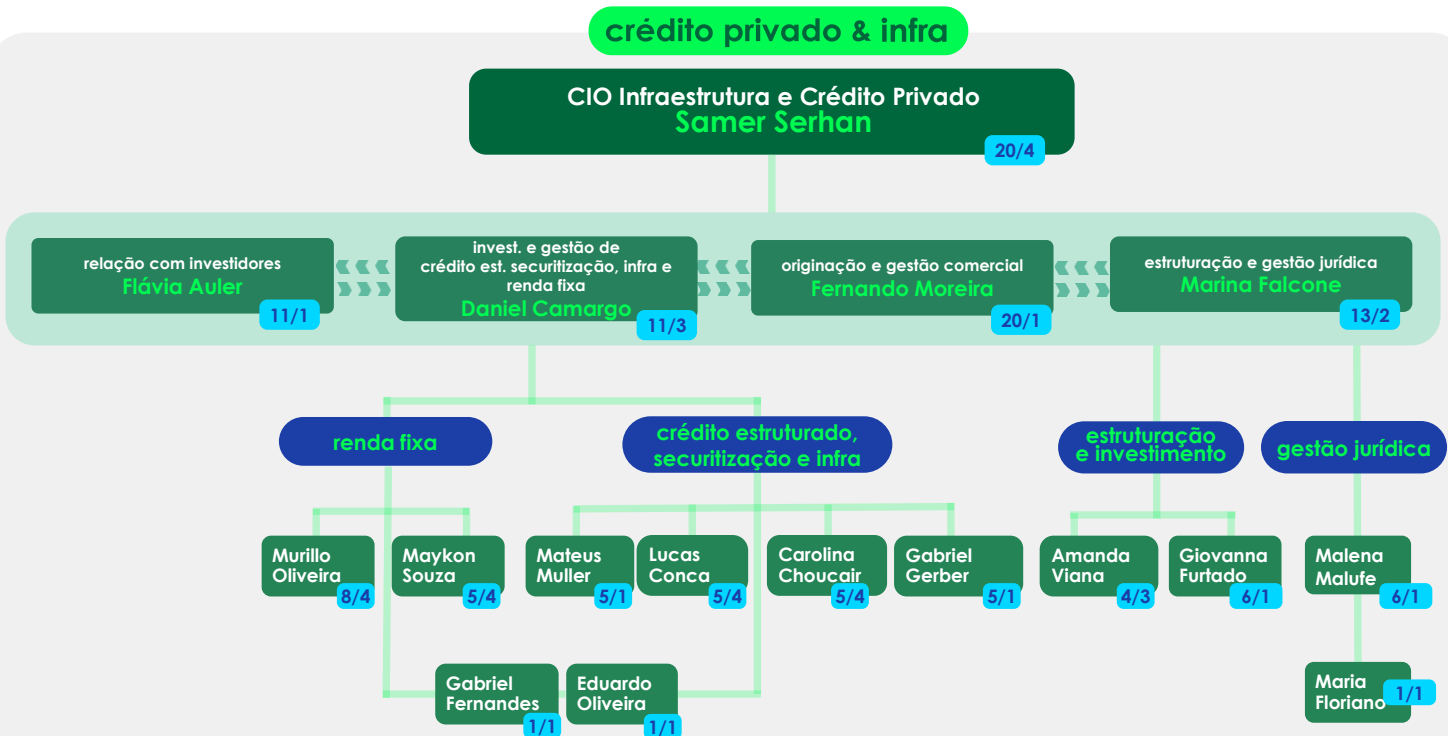 crédito privado & infra
CIO Infraestrutura e Crédito Privado
Samer Serhan
20/4
relação com investidores
Flávia Auler
11/1
invest. e gestão de
crédito est. securitização, infra e
renda fixa
Daniel Camargo
11/3
originação e gestão comercial
Fernando Moreira
20/1
estruturação e gestão jurídica
Marina Falcone
13/2
renda fixa
crédito estruturado,
securitização e infra
estruturação
e investimento
gestão jurídica
Murillo
Oliveira
8/4
Maykon
Souza
5/4
Mateus
Muller
5/1
Lucas
Conca
5/4
Carolina
Choucair
5/4
Gabriel
Gerber
5/1
Amanda
Viana
4/3
Giovanna
Furtado
6/1
Malena
Malufe
6/1
Gabriel
Fernandes
1/1
Eduardo
Oliveira
1/1
Maria
Floriano
1/1